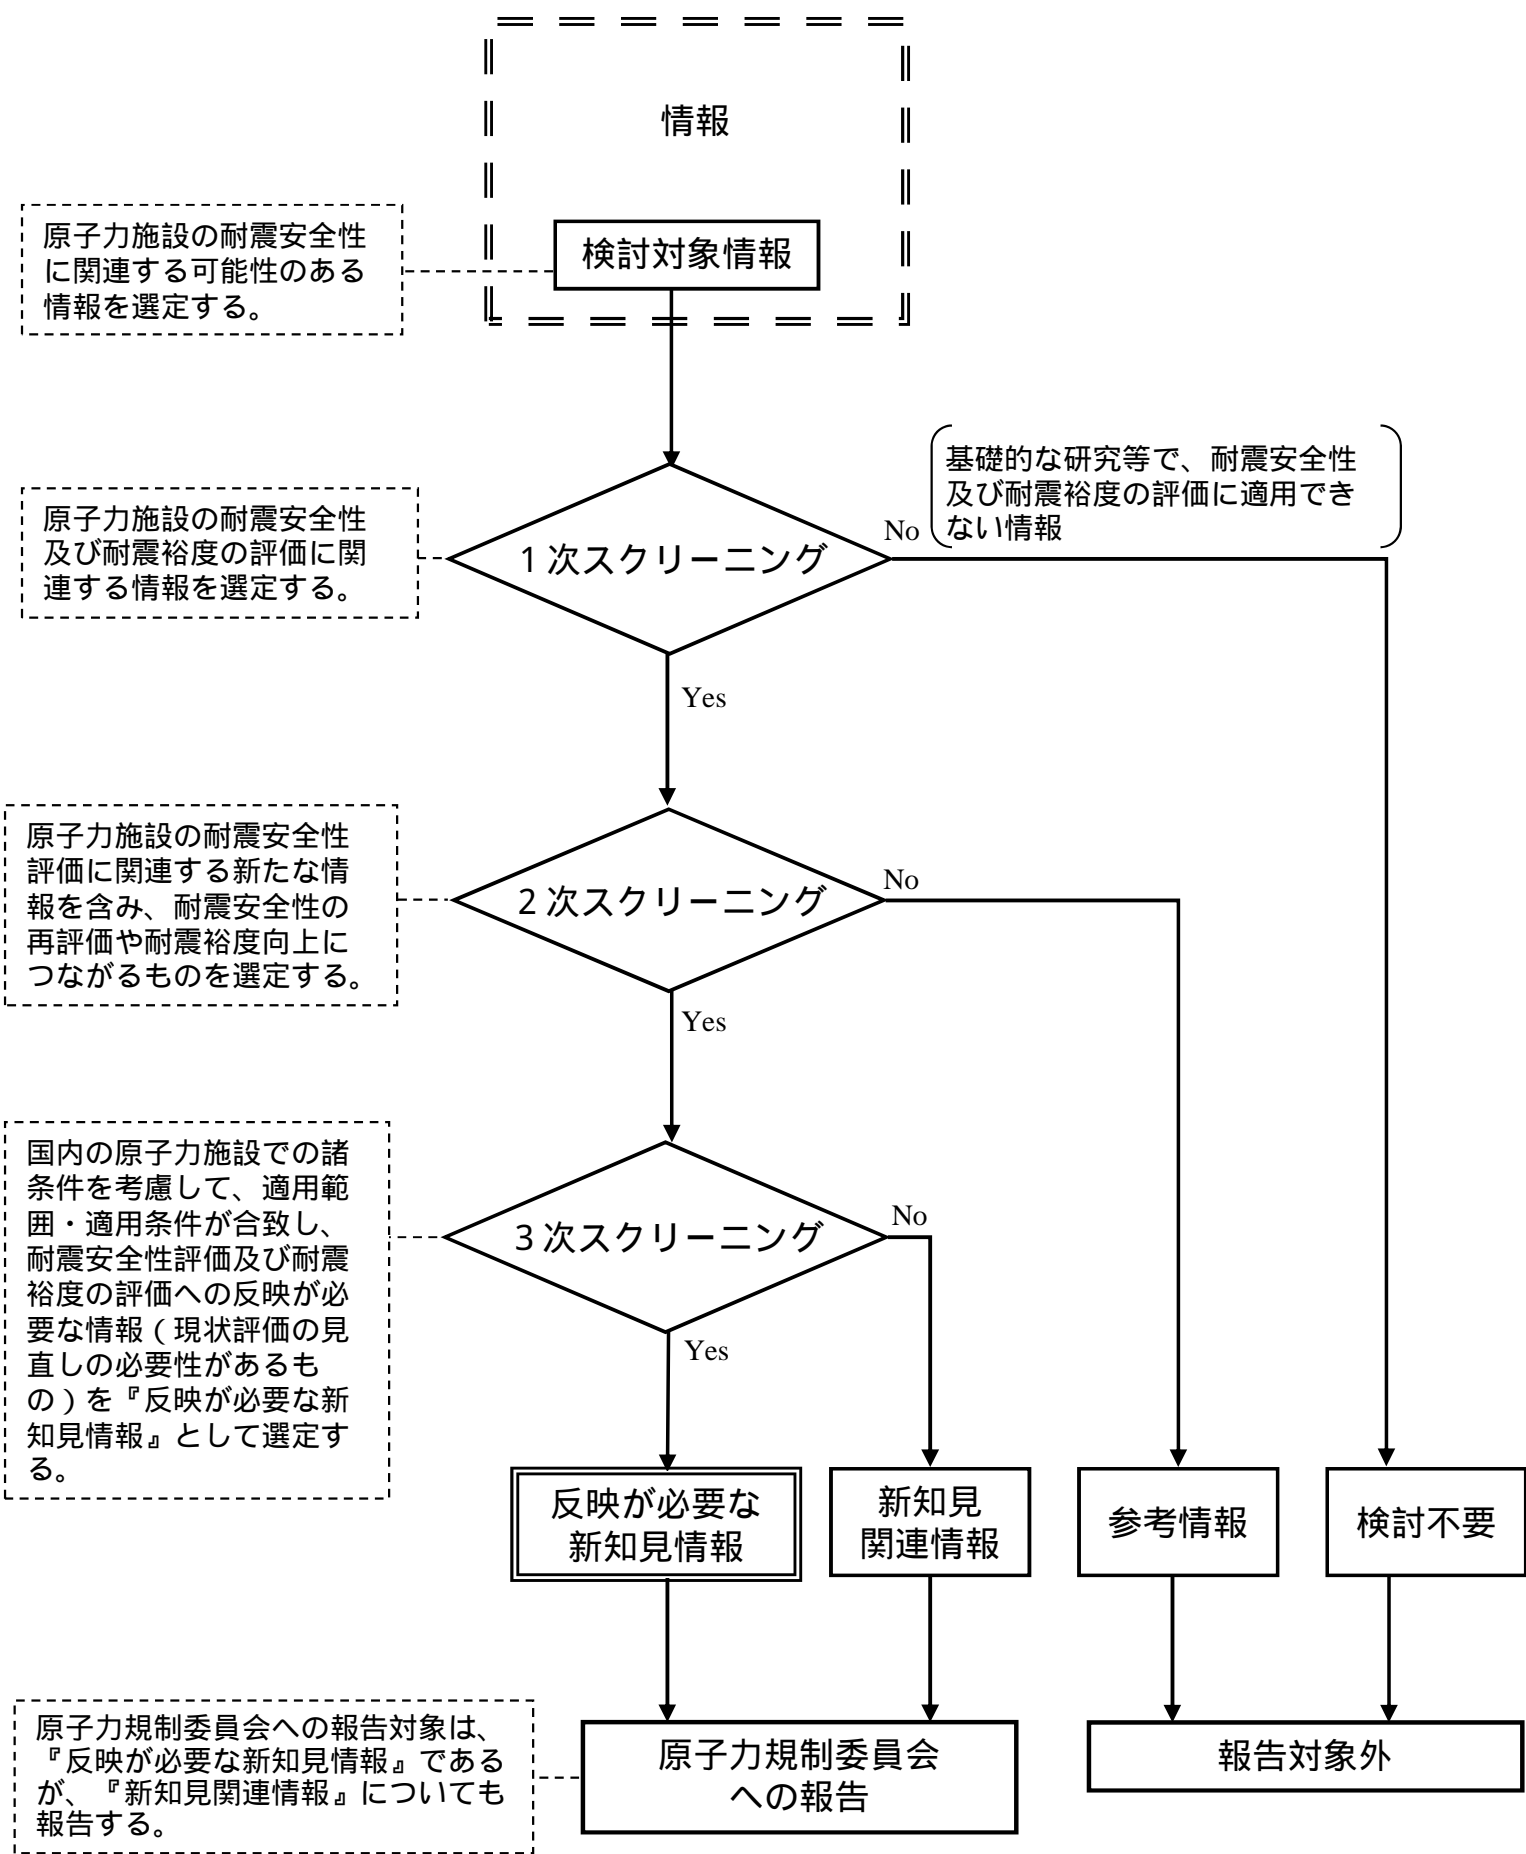 情報
検討対象情報
原子力施設の耐震安全性
に関連する可能性のある
情報を選定する。
基礎的な研究等で、耐震安全性
及び耐震裕度の評価に適用でき
ない情報
No
原子力施設の耐震安全性
及び耐震裕度の評価に関
連する情報を選定する。
1次スクリーニング
Yes
原子力施設の耐震安全性
評価に関連する新たな情
報を含み、耐震安全性の
再評価や耐震裕度向上に
つながるものを選定する。
2次スクリーニング
No
Yes
国内の原子力施設での諸
条件を考慮して、適用範
囲・適用条件が合致し、
耐震安全性評価及び耐震
裕度の評価への反映が必
要な情報（現状評価の見
直しの必要性があるも
の）を『反映が必要な新
知見情報』として選定す
る。
3次スクリーニング
No
Yes
反映が必要な
新知見情報
新知見
関連情報
参考情報
検討不要
原子力規制委員会への報告対象は、
『反映が必要な新知見情報』である
が、『新知見関連情報』についても
報告する。
原子力規制委員会
への報告
報告対象外